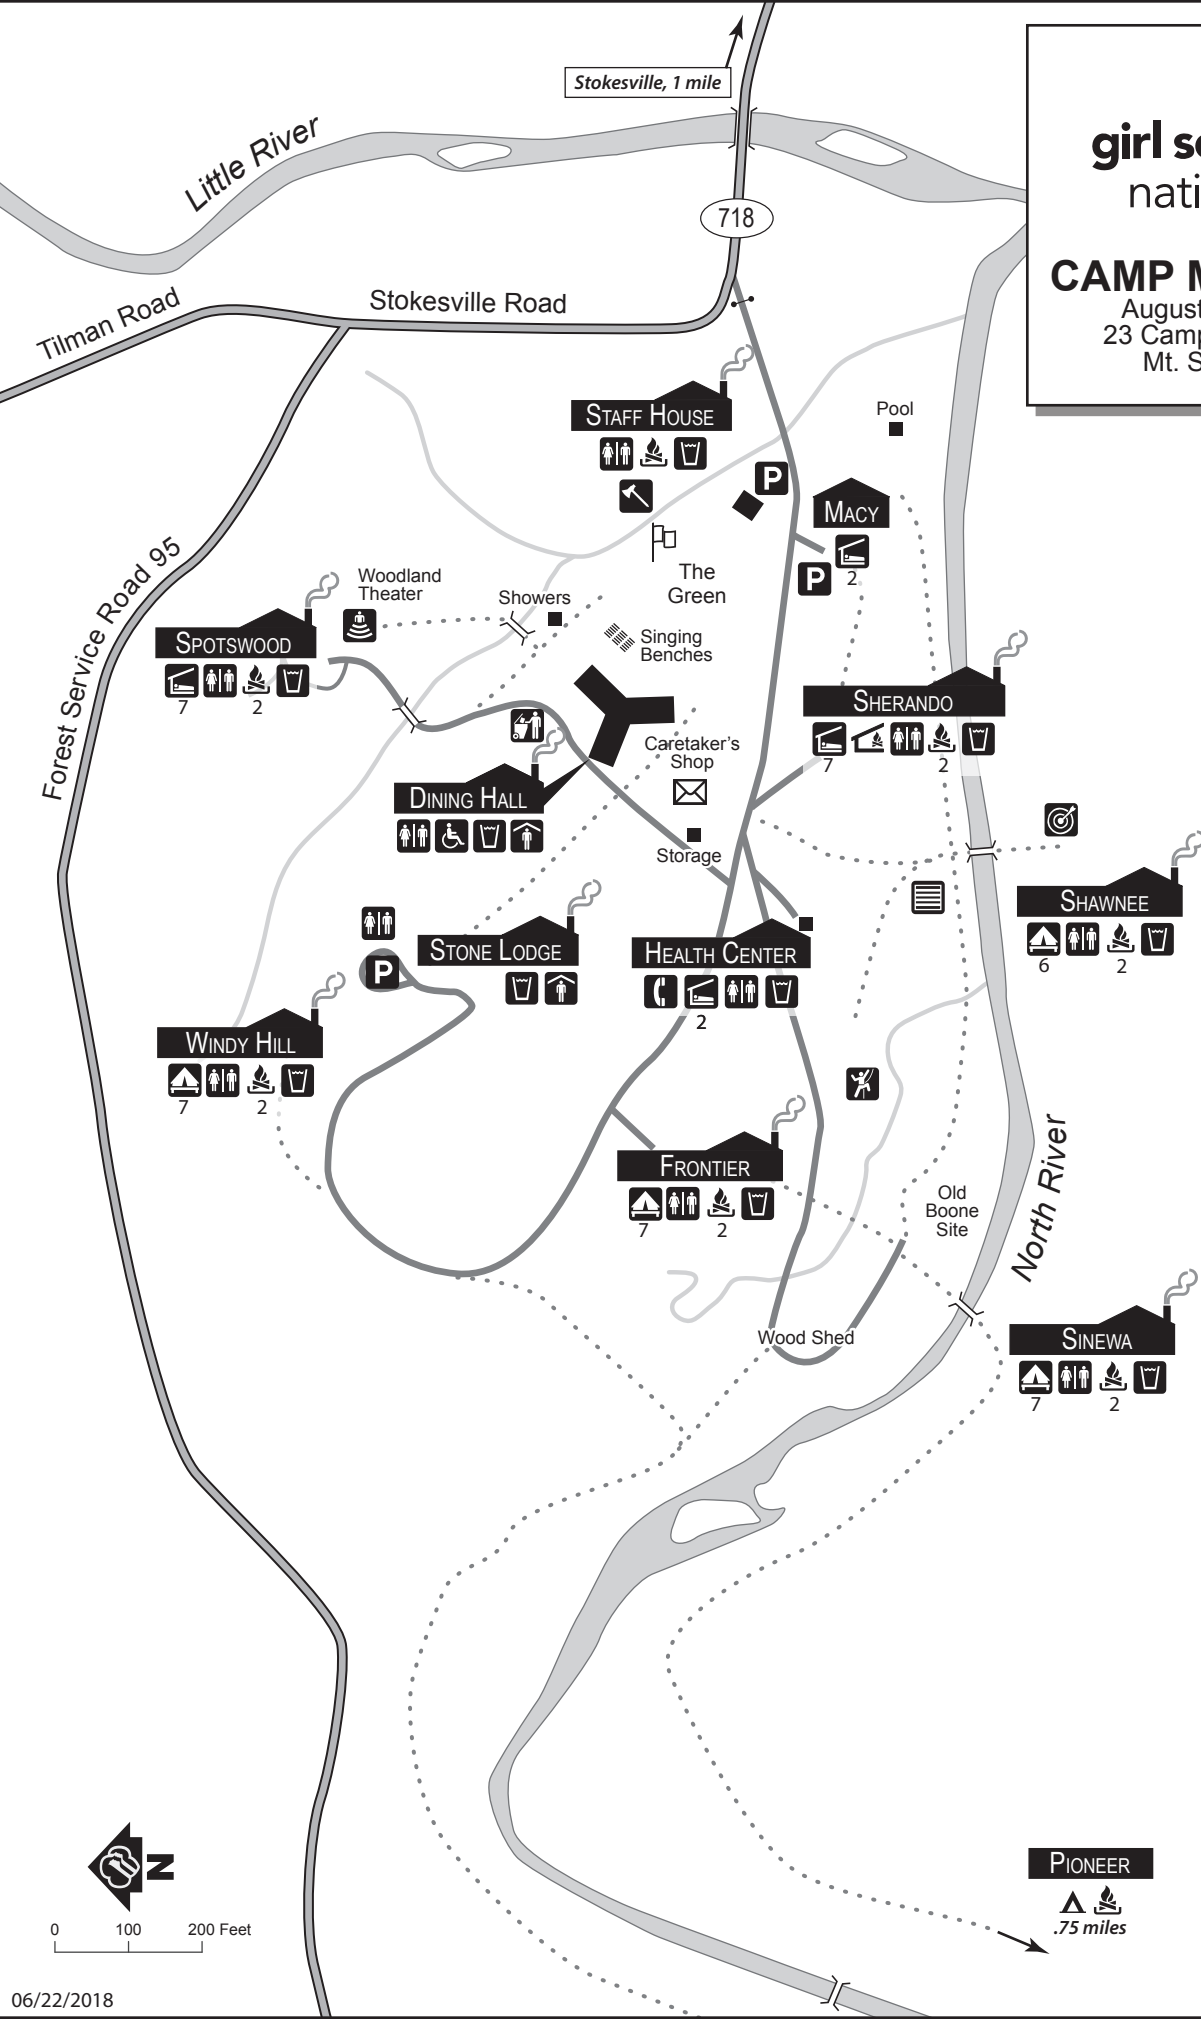 Stokesville, 1 mile
Little River
girl sc
nati
718
CAMP M
August
23 Camp
Mt. S
Tilman Road
Stokesville Road
STAFF HOUSE
Pool
P
MACY
2
P
The
Green
Forest Service Road 95
Woodland
Theater
Showers
SPOTSWOOD
7
2
Singing
Benches
SHERANDO
7
2
Caretaker's
Shop
DINING HALL
Storage
SHAWNEE
6
2
STONE LODGE
P
HEALTH CENTER
2
WINDY HILL
7
2
FRONTIER
7
2
Old
Boone
Site
North River
Wood Shed
SINEWA
7
2
PIONEER
.75 miles
N
0 100 200 Feet
06/22/2018